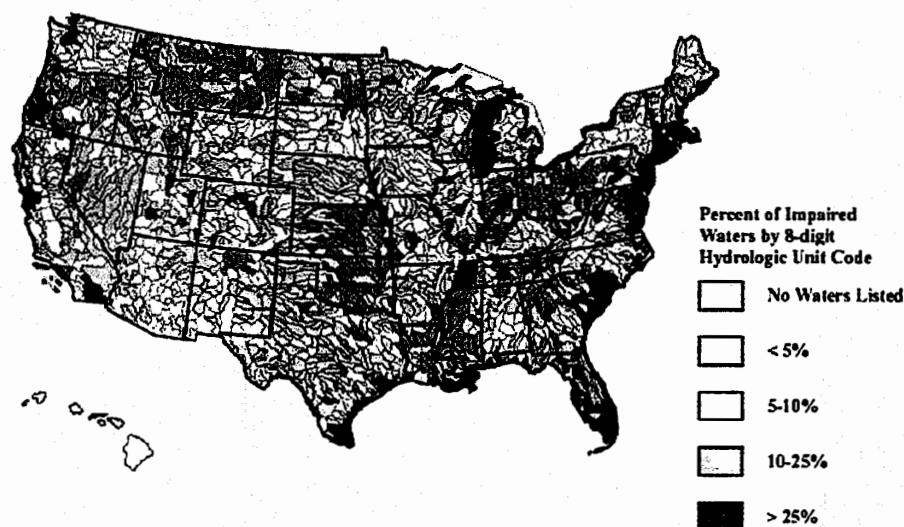 Percent of Impaired
Waters by 8-digit
Hydrologic Unit Code
No Waters Listed
< 5%
5-10%
10-25%
> 25%